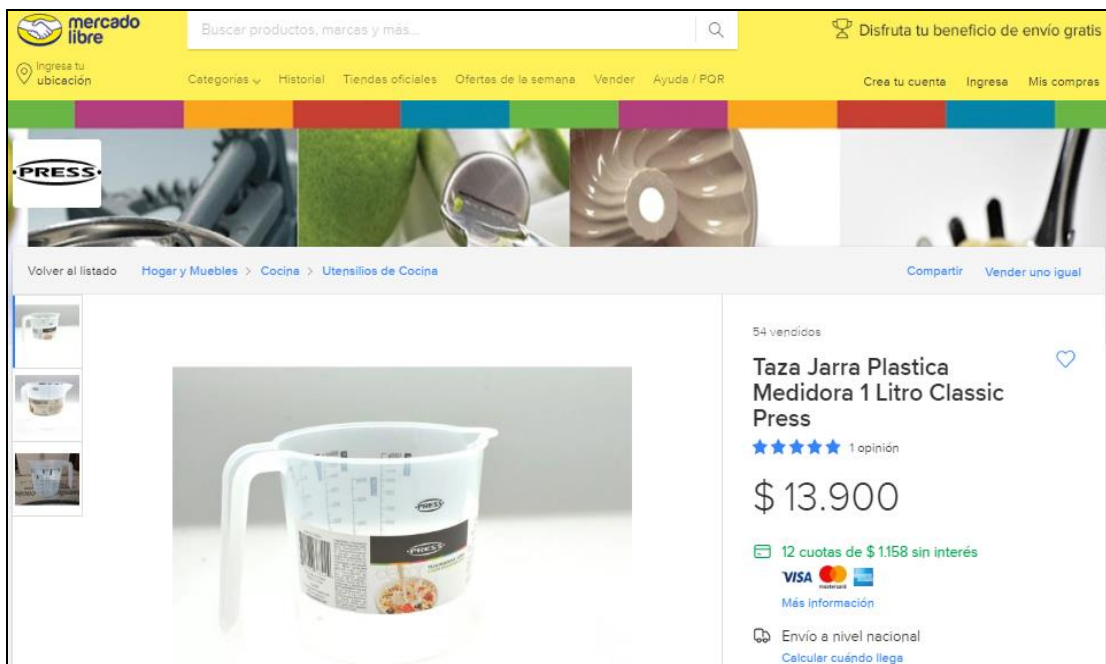 mercado
libre
Buscar productos, marcas y más...
Disfruta tu beneficio de envío gratis
Ingresa tu
ubicación
Categorías Historial Tiendas oficiales Ofertas de la semana Vender Ayuda / PQR
Crea tu cuenta Ingresa Mis compras
PRESS
Volver al listado Hogar y Muebles > Cocina > Utensilios de Cocina
Compartir Vender uno igual
54 vendidos
Taza Jarra Plastica
Medidora 1 Litro Classic
Press
1 opinión
$ 13.900
12 cuotas de $ 1.158 sin interés
VISA mastercard
Más información
Envío a nivel nacional
Calcular cuándo llega
PRESS
PRESS